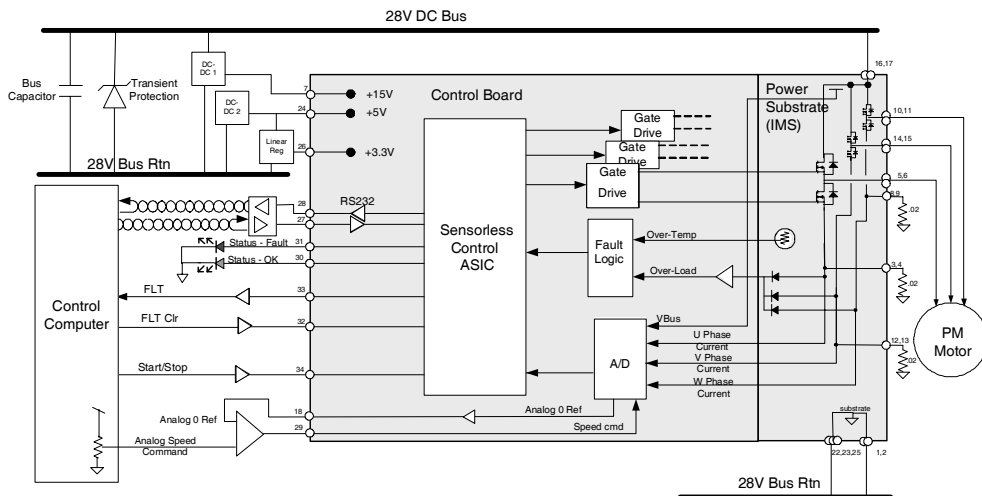 28V DC Bus
Bus
Capacitor
Transient
Protection
DC-
DC 1
DC-
DC 2
Linear
Reg
28V Bus Rtn
7
24
26
+15V
+5V
+3.3V
Control Board
Power
Substrate
(IMS)
16,17
10,11
14,15
5,6
8,9
.02
3,4
.02
12,13
.02
Gate
Drive
Gate
Drive
Gate
Drive
RS232
28
27
Status - Fault
31
Status - OK
30
Sensorless
Control
ASIC
Fault
Logic
Over-Temp
Over-Load
Control
Computer
FLT
33
FLT Clr
32
Start/Stop
34
A/D
VBus
U Phase
Current
V Phase
Current
W Phase
Current
PM
Motor
18
Analog 0 Ref
Analog 0 Ref
29
Speed cmd
Analog Speed
Command
substrate
22,23,25
1,2
28V Bus Rtn